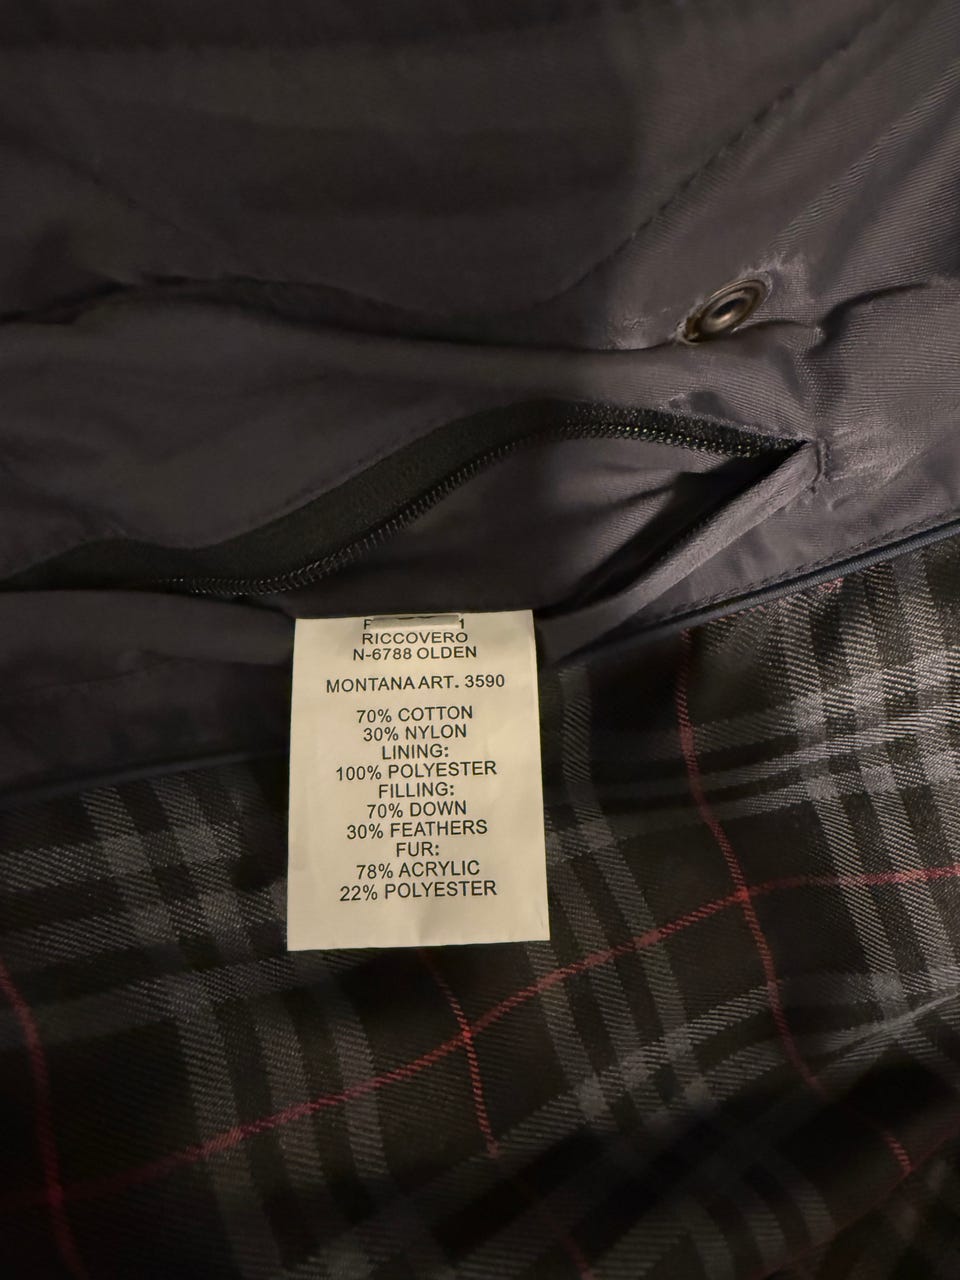 RICCOVERO
N-6788 OLDEN
MONTANA ART. 3590
70% COTTON
30% NYLON
LINING:
100% POLYESTER
FILLING:
70% DOWN
30% FEATHERS
FUR:
78% ACRYLIC
22% POLYESTER